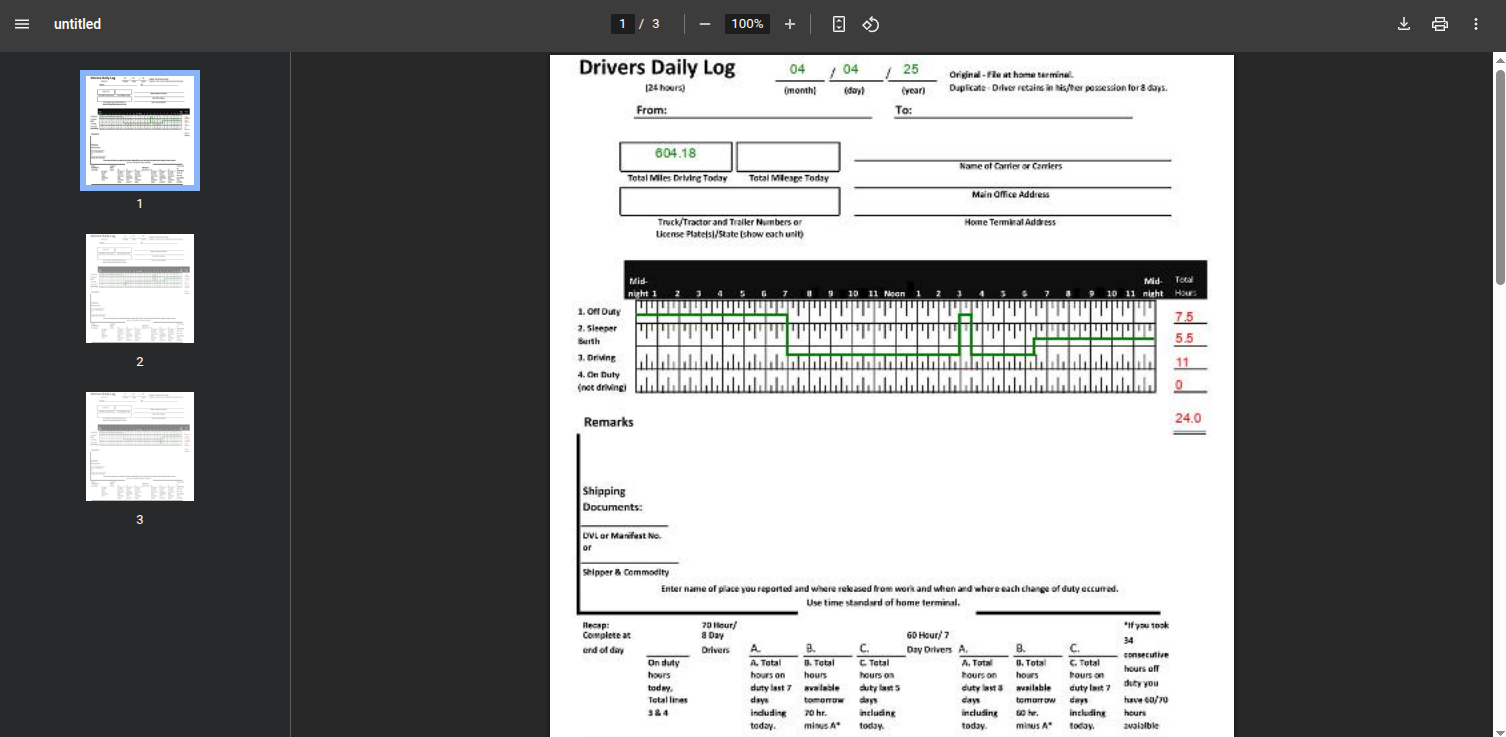 untitled
1 / 3
100%
1
2
3
Drivers Daily Log
(24 hours)
04 / 04 / 25
(month) (day) (year)
Original - File at home terminal.
Duplicate - Driver retains in his/her possession for 8 days.
From:
To:
604.18
Total Miles Driving Today
Total Mileage Today
Name of Carrier or Carriers
Main Office Address
Truck/Tractor and Trailer Numbers or
License Plate(s)/State (show each unit)
Home Terminal Address
Mid- Mid- Total
night 1 2 3 4 5 6 7 8 9 10 11 Noon 1 2 3 4 5 6 7 8 9 10 11 night Hours
1. Off Duty
7.5
2. Sleeper
Berth
5.5
3. Driving
11
4. On Duty
(not driving)
0
Remarks
24.0
Shipping
Documents:
DVL or Manifest No.
or
Shipper & Commodity
Enter name of place you reported and where released from work and when and where each change of duty occurred.
Use time standard of home terminal.
Recap:
Complete at
end of day
On duty
hours
today,
Total lines
3 & 4
70 Hour/
8 Day
Drivers
A.
A. Total
hours on
duty last 7
days
including
today.
B.
B. Total
hours
available
tomorrow
70 hr.
minus A*
C.
C. Total
hours on
duty last 5
days
including
today.
60 Hour/ 7
Day Drivers
A.
A. Total
hours on
duty last 8
days
including
today.
B.
B. Total
hours
available
tomorrow
60 hr.
minus A*
C.
C. Total
hours on
duty last 7
days
including
today.
*If you took
34
consecutive
hours off
duty you
have 60/70
hours
avaialble